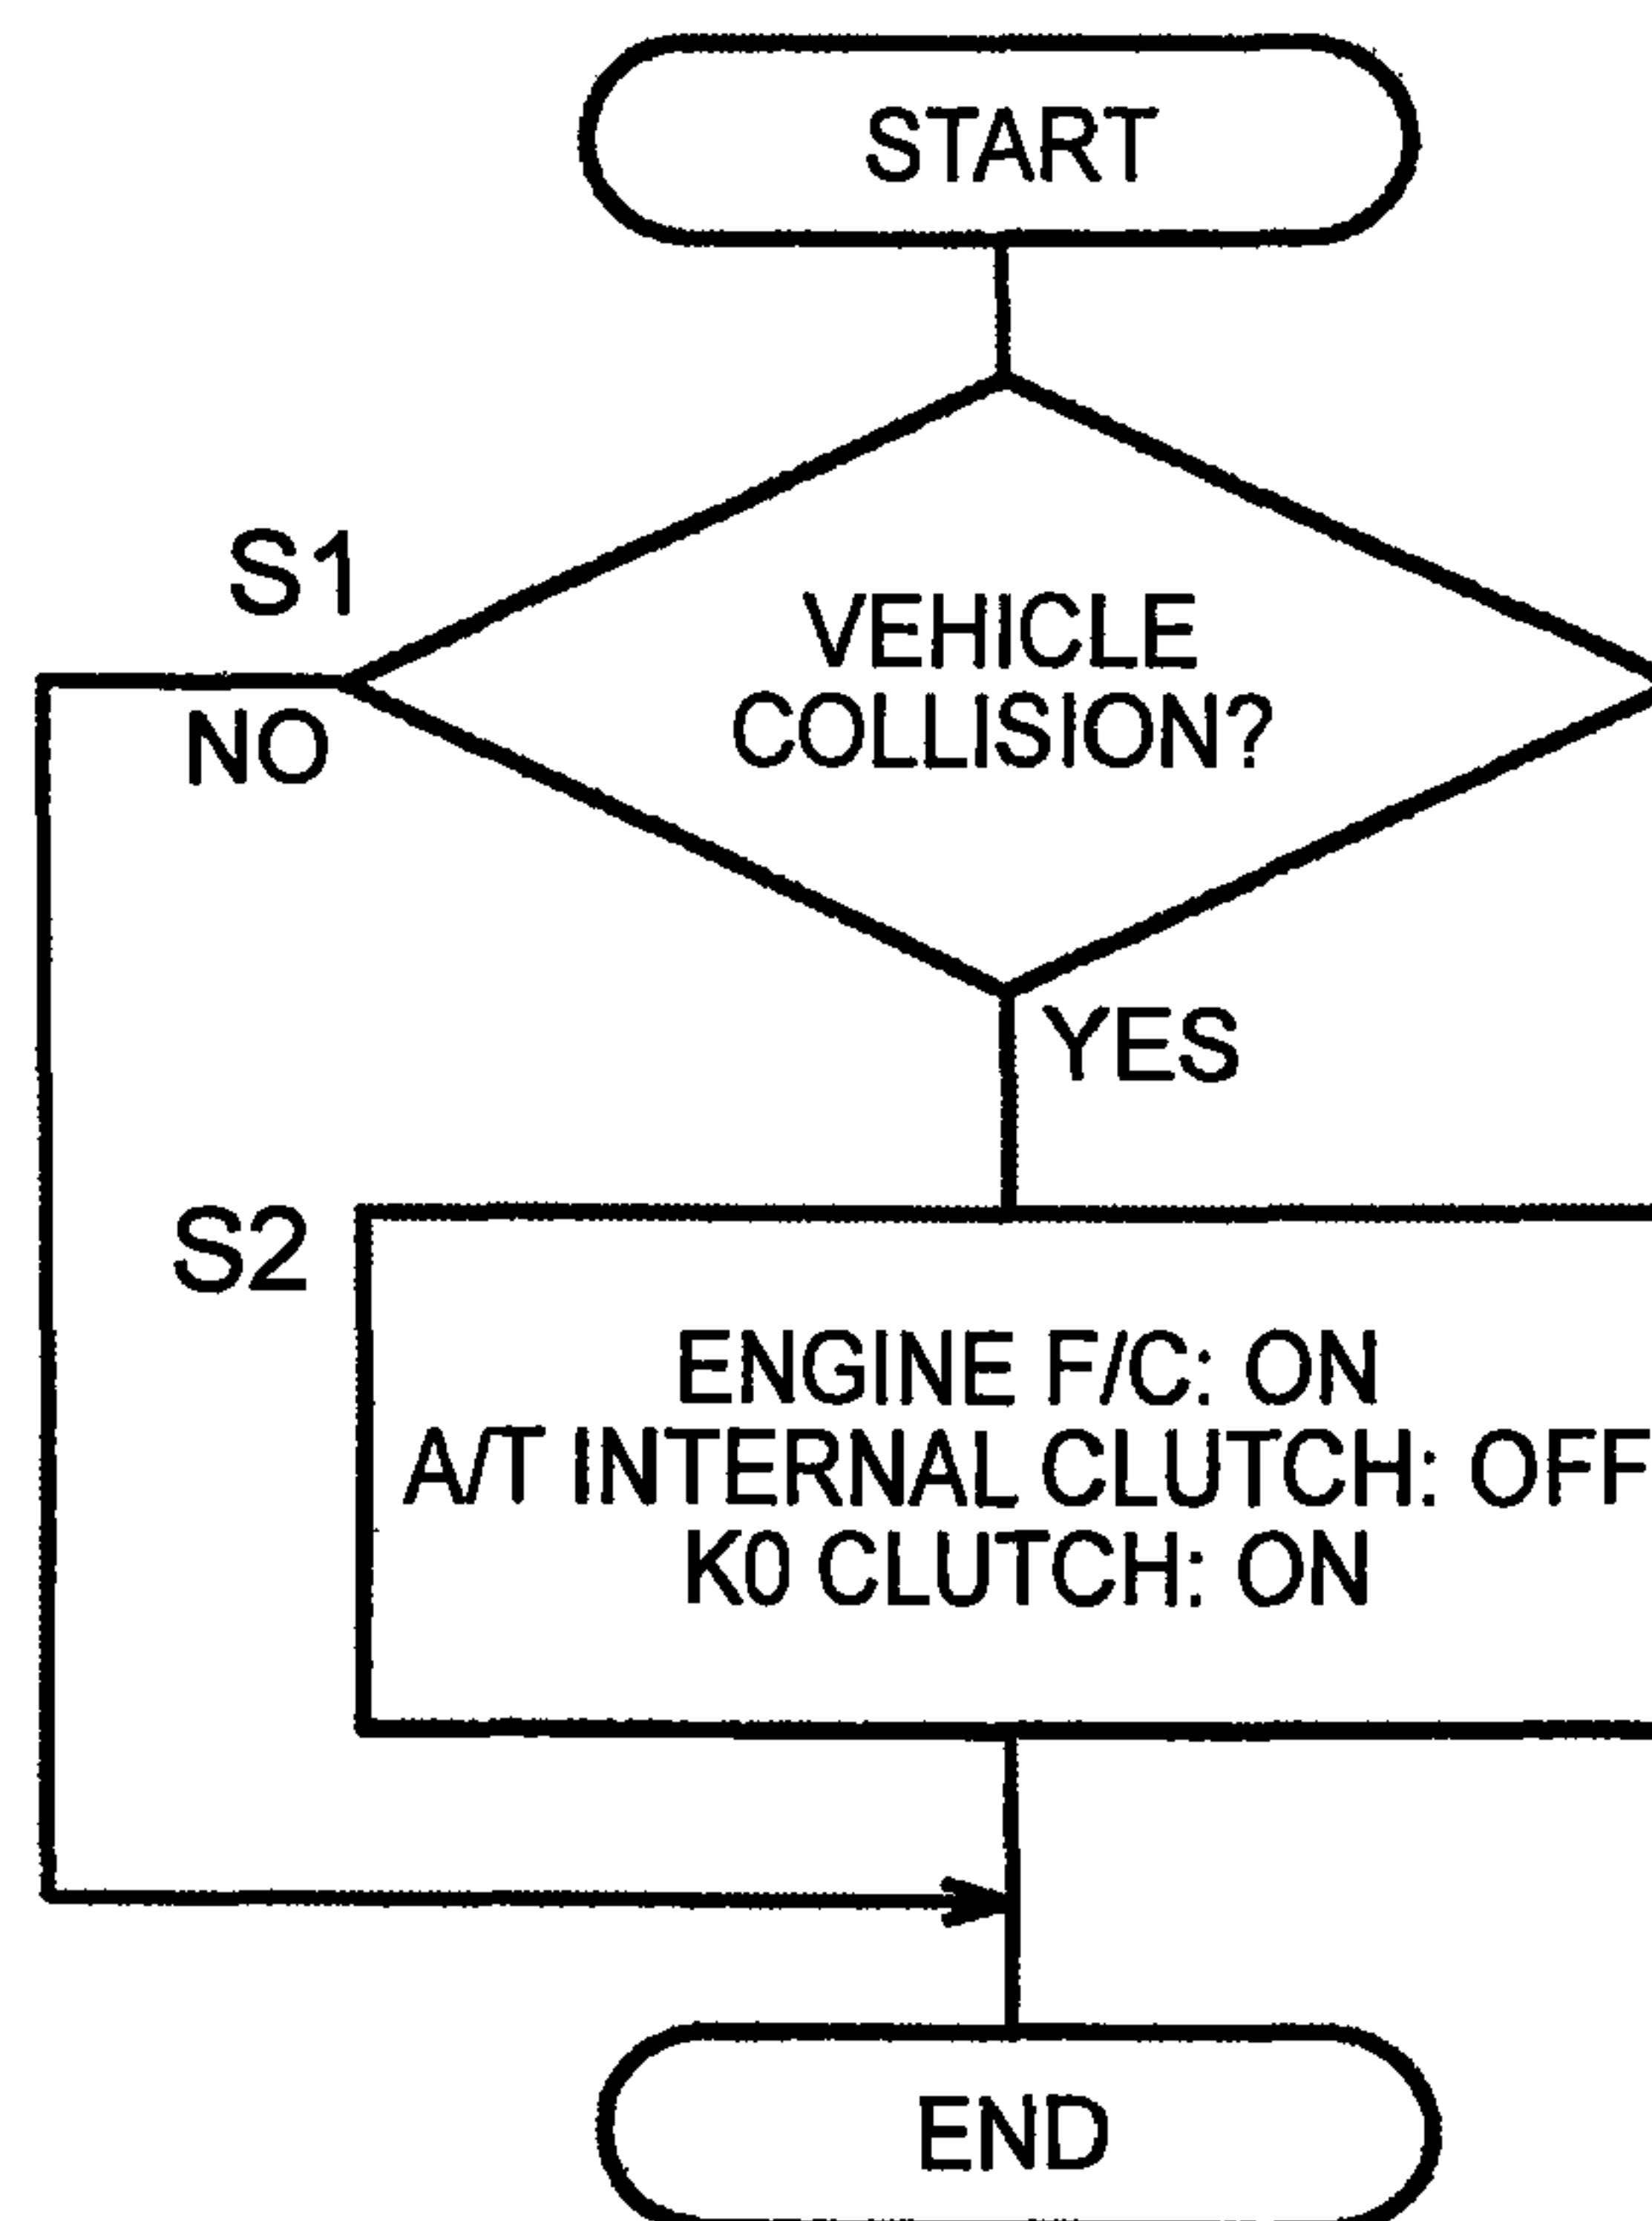 START
S1
VEHICLE
COLLISION?
NO
YES
S2
ENGINE F/C: ON
A/T INTERNAL CLUTCH: OFF
K0 CLUTCH: ON
END